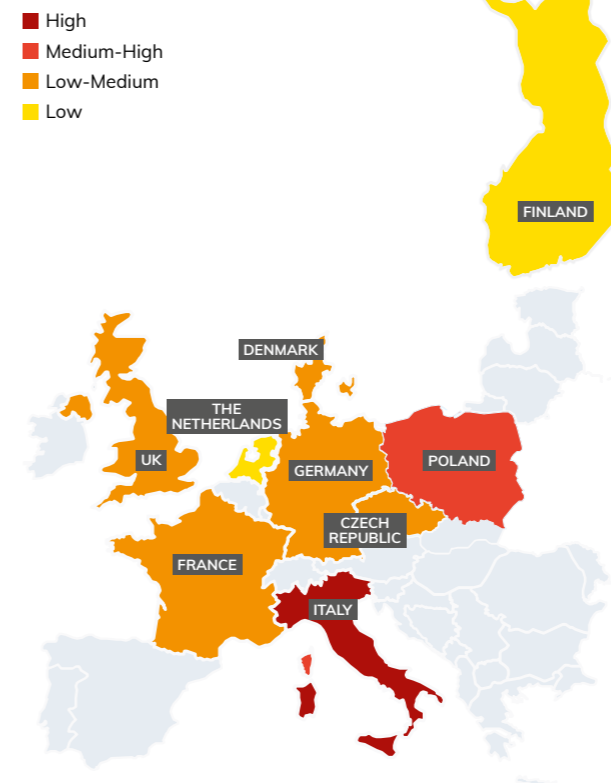 High
Medium-High
Low-Medium
Low
FINLAND
DENMARK
THE
NETHERLANDS
UK
GERMANY
POLAND
CZECH
REPUBLIC
FRANCE
ITALY